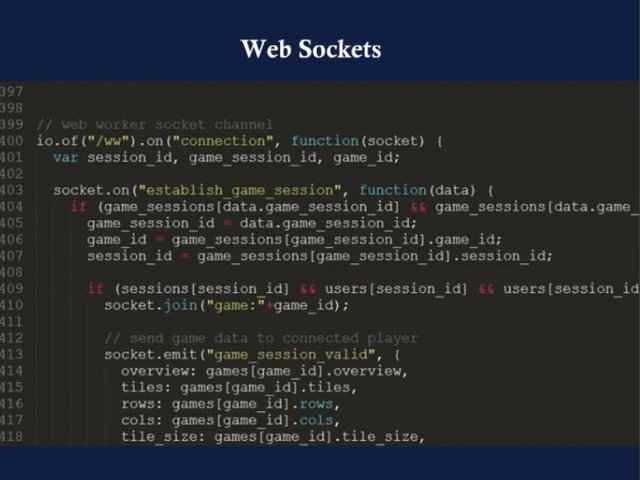 Web Sockets
397
398
399 // web worker socket channel
400 io.of("/ww").on("connection", function(socket) {
401 var session_id, game_session_id, game_id;
402
403 socket.on("establish_game_session", function(data) {
404 if (game_sessions[data.game_session_id] && game_sessions[data.game_
405 game_session_id = data.game_session_id;
406 game_id = game_sessions[game_session_id].game_id;
407 session_id = game_sessions[game_session_id].session_id;
408
409 if (sessions[session_id] && users[session_id] && users[session_id
410 socket.join("game:"+game_id);
411
412 // send game data to connected player
413 socket.emit("game_session_valid", {
414 overview: games[game_id].overview,
415 tiles: games[game_id].tiles,
416 rows: games[game_id].rows,
417 cols: games[game_id].cols,
418 tile_size: games[game_id].tile_size,